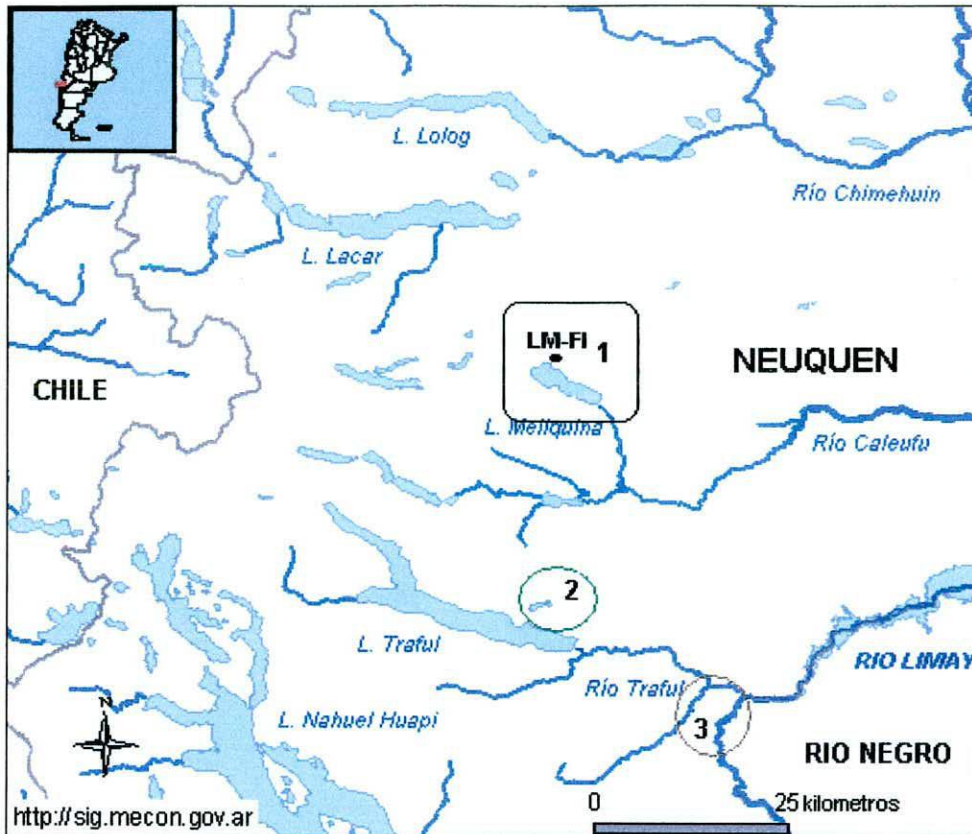 L. Lolog
Río Chimehuin
L. Lacar
LM-FI 1
NEUQUEN
CHILE
L. Meliquina
Río Caleufu
2
L. Traful
RIO LIMAY
Río Traful
L. Nahuel Huapi
3
RIO NEGRO
N
0 25 kilometros
http://sig.mecon.gov.ar